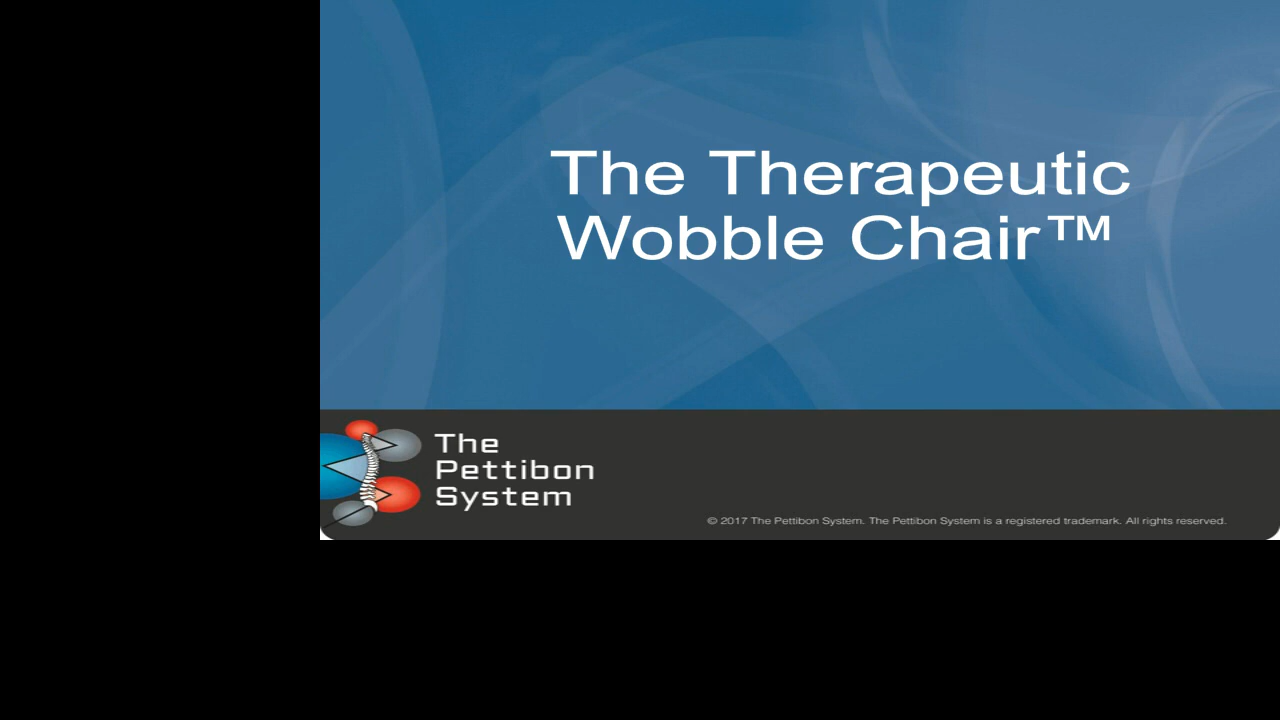 The Therapeutic
Wobble Chair™
The
Pettibon
System
© 2017 The Pettibon System. The Pettibon System is a registered trademark. All rights reserved.